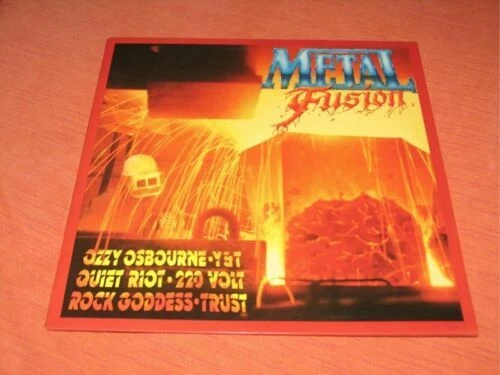 METAL
Fusion
OZZY OSBOURNE · Y&T
QUIET RIOT · 220 VOLT
ROCK GODDESS · TRUST